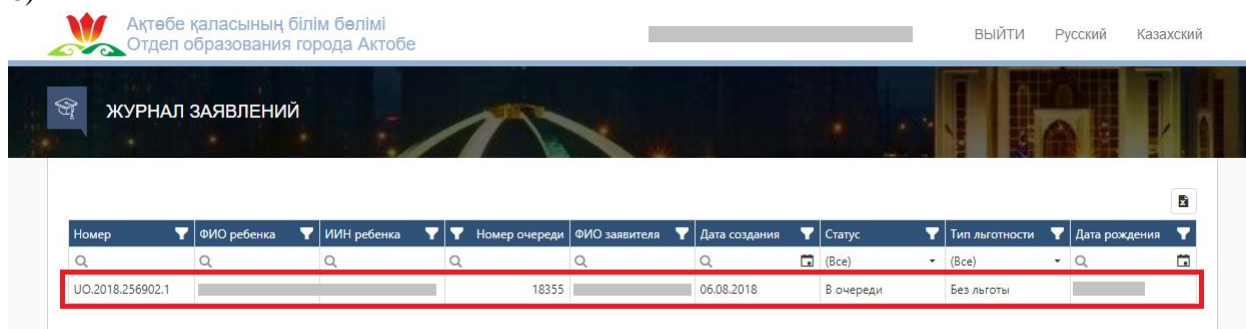 Ақтөбе қаласының білім бөлімі
Отдел образования города Актобе
ВЫЙТИ Русский Казахский
ЖУРНАЛ ЗАЯВЛЕНИЙ
Номер ФИО ребенка ИИН ребенка Номер очереди ФИО заявителя Дата создания Статус Тип льготности Дата рождения
(Все) (Все)
UO.2018.256902.1 18355 06.08.2018 В очереди Без льготы